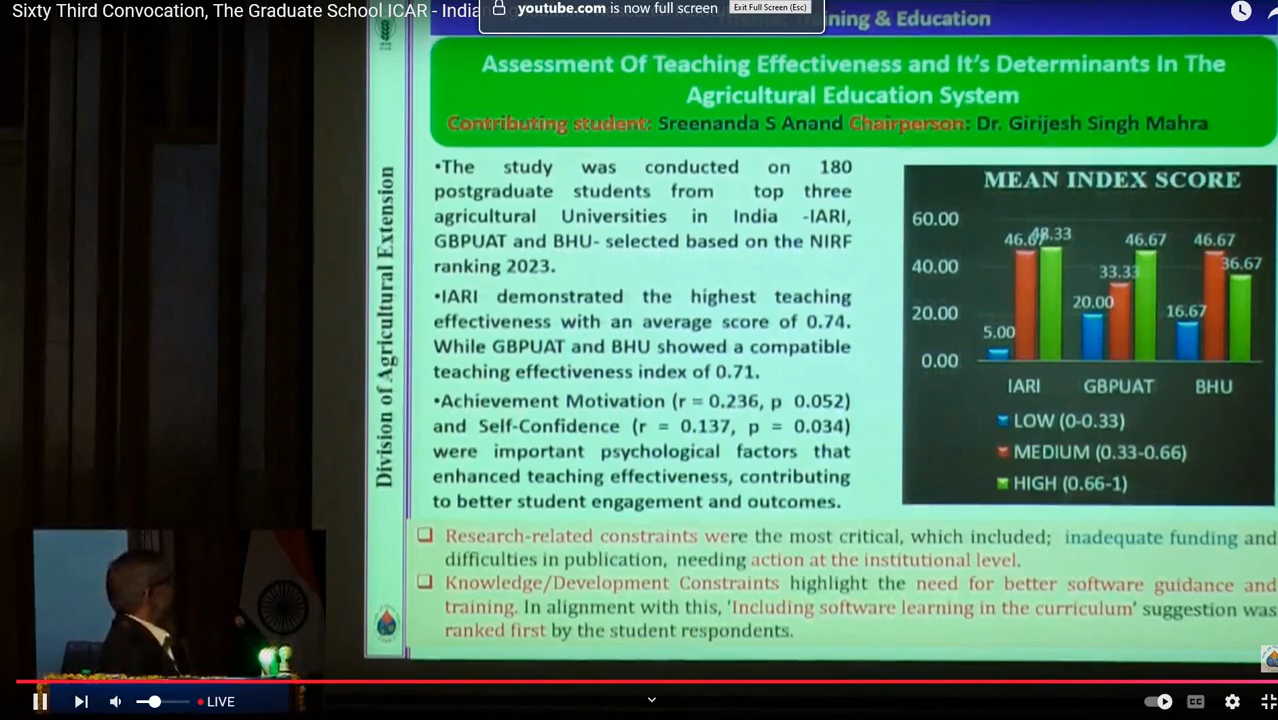 Sixty Third Convocation, The Graduate School ICAR - India
youtube.com is now full screen
Exit Full Screen (Esc)
Training & Education
Assessment Of Teaching Effectiveness and It's Determinants In The
Agricultural Education System
Contributing student: Sreenanda S Anand Chairperson: Dr. Girijesh Singh Mahra
Division of Agricultural Extension
•The study was conducted on 180
postgraduate students from top three
agricultural Universities in India -IARI,
GBPUAT and BHU- selected based on the NIRF
ranking 2023.
•IARI demonstrated the highest teaching
effectiveness with an average score of 0.74.
While GBPUAT and BHU showed a compatible
teaching effectiveness index of 0.71.
•Achievement Motivation (r = 0.236, p 0.052)
and Self-Confidence (r = 0.137, p = 0.034)
were important psychological factors that
enhanced teaching effectiveness, contributing
to better student engagement and outcomes.
MEAN INDEX SCORE
60.00
40.00
20.00
0.00
5.00
46.67
48.33
20.00
33.33
46.67
16.67
46.67
36.67
IARI GBPUAT BHU
LOW (0-0.33)
MEDIUM (0.33-0.66)
HIGH (0.66-1)
Research-related constraints were the most critical, which included; inadequate funding and
difficulties in publication, needing action at the institutional level.
Knowledge/Development Constraints highlight the need for better software guidance and
training. In alignment with this, 'Including software learning in the curriculum' suggestion was
ranked first by the student respondents.
LIVE
CC